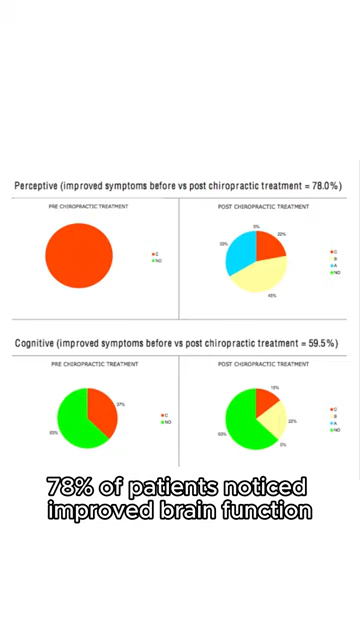 Perceptive (improved symptoms before vs post chiropractic treatment = 78.0%)
PRE CHIROPRACTIC TREATMENT
C
NO
POST CHIROPRACTIC TREATMENT
0%
22%
33%
45%
C
B
A
NO
Cognitive (improved symptoms before vs post chiropractic treatment = 59.5%)
PRE CHIROPRACTIC TREATMENT
37%
63%
C
NO
POST CHIROPRACTIC TREATMENT
15%
22%
0%
63%
C
B
A
NO
78% of patients noticed
improved brain function